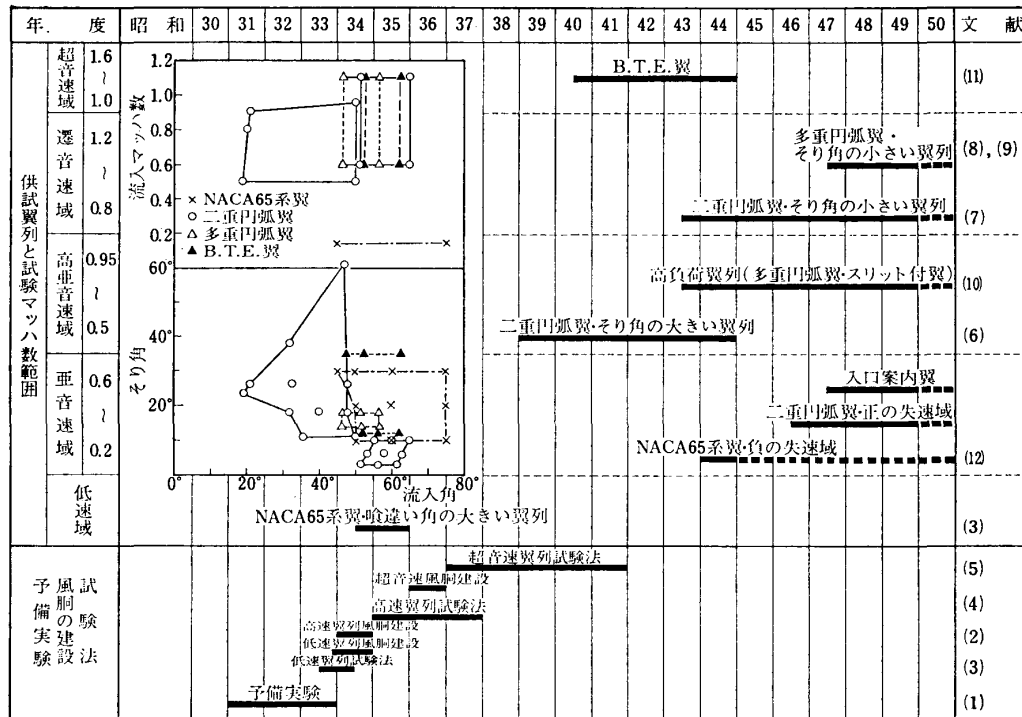 年 度 昭 和 30 31 32 33 34 35 36 37 38 39 40 41 42 43 44 45 46 47 48 49 50 文 献
供試翼列と試験マッハ数範囲
超音速域
1.6
~
1.0
B.T.E.翼
(11)
遷音速域
1.2
~
0.8
多重円弧翼・
そり角の小さい翼列
(8), (9)
二重円弧翼・そり角の小さい翼列
(7)
高亜音速域
0.95
~
0.5
高負荷翼列(多重円弧翼・スリット付翼)
(10)
二重円弧翼・そり角の大きい翼列
(6)
亜音速域
0.6
~
0.2
入口案内翼
二重円弧翼・正の失速域
NACA65系翼・負の失速域
(12)
低速域
NACA65系翼・喰違い角の大きい翼列
(3)
流入マッハ数
1.2
1.0
0.8
0.6
0.4
0.2
× NACA65系翼
○ 二重円弧翼
△ 多重円弧翼
▲ B.T.E.翼
そり角
60°
40°
20°
0° 20° 40° 60° 80°
流入角
予備実験
風胴の建設
試験法
超音速翼列試験法
(5)
超音速風胴建設
高速翼列試験法
(4)
高速翼列風胴建設
(2)
低速翼列風胴建設
低速翼列試験法
(3)
予備実験
(1)